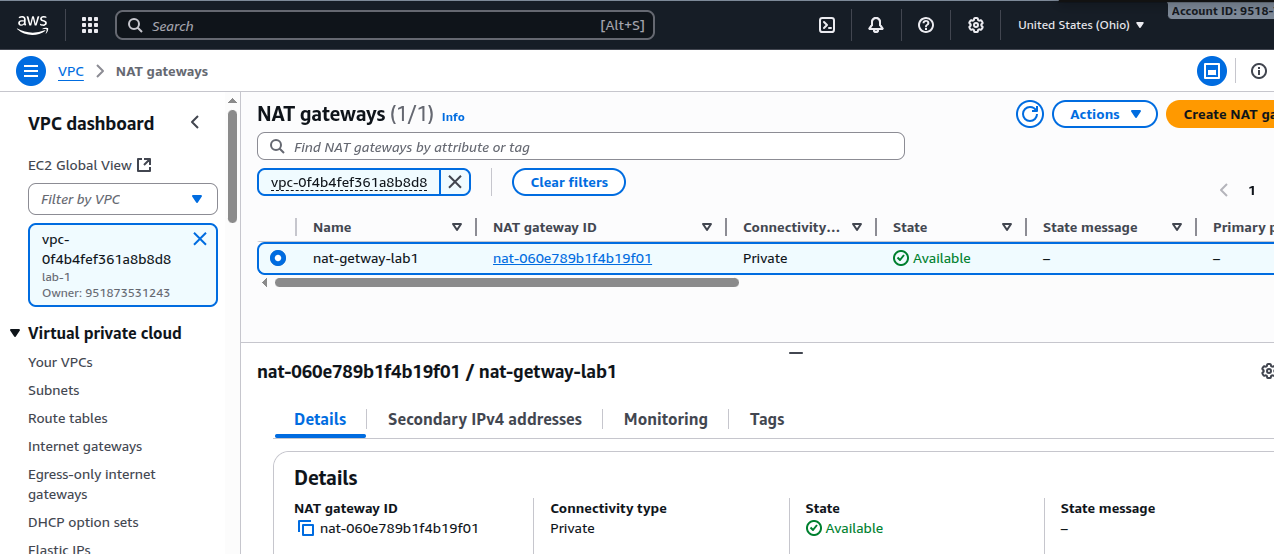 aws
Search [Alt+S]
United States (Ohio)
Account ID: 9518-
VPC > NAT gateways
VPC dashboard
EC2 Global View
Filter by VPC
vpc-
0f4b4fef361a8b8d8
lab-1
Owner: 951873531243
Virtual private cloud
Your VPCs
Subnets
Route tables
Internet gateways
Egress-only internet
gateways
DHCP option sets
Elastic IPs
NAT gateways (1/1) Info
Actions
Create NAT ga
Find NAT gateways by attribute or tag
vpc-0f4b4fef361a8b8d8
Clear filters
1
Name NAT gateway ID Connectivity... State State message Primary p
nat-getway-lab1 nat-060e789b1f4b19f01 Private Available – –
nat-060e789b1f4b19f01 / nat-getway-lab1
Details Secondary IPv4 addresses Monitoring Tags
Details
NAT gateway ID Connectivity type State State message
nat-060e789b1f4b19f01 Private Available –